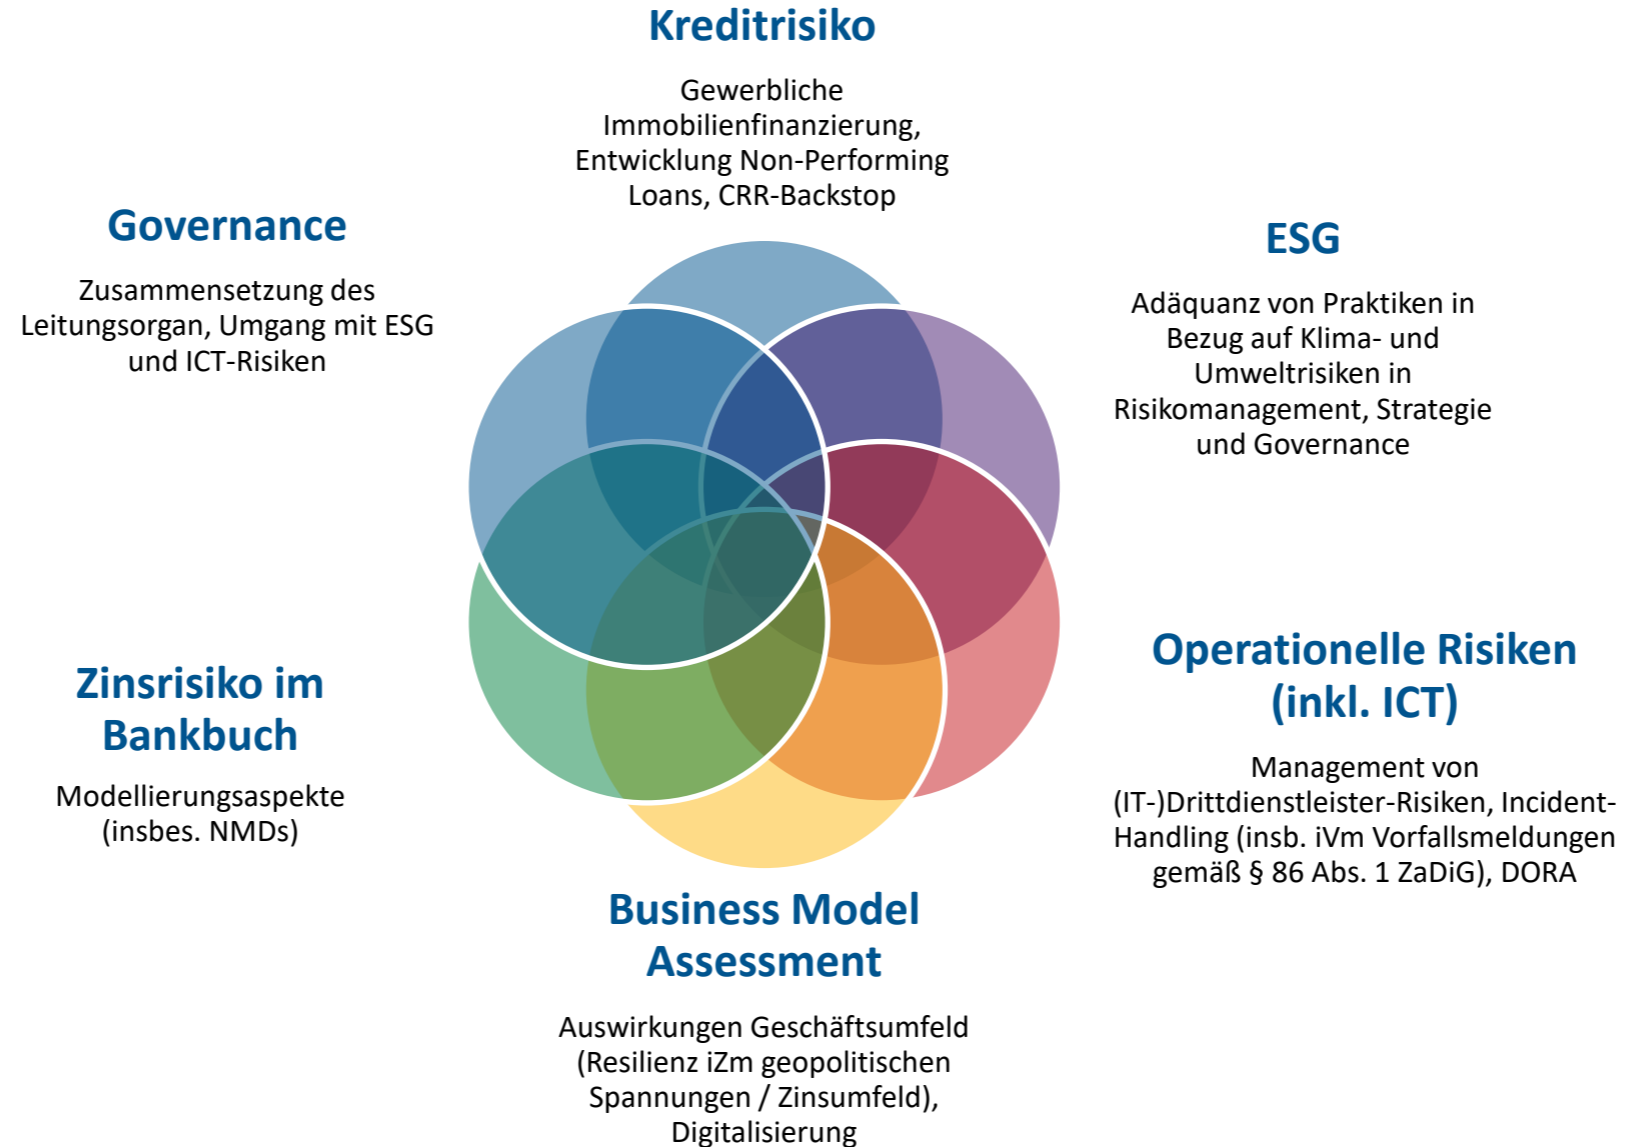 Kreditrisiko
Gewerbliche
Immobilienfinanzierung,
Entwicklung Non-Performing
Loans, CRR-Backstop
Governance
Zusammensetzung des
Leitungsorgan, Umgang mit ESG
und ICT-Risiken
ESG
Adäquanz von Praktiken in
Bezug auf Klima- und
Umweltrisiken in
Risikomanagement, Strategie
und Governance
Zinsrisiko im
Bankbuch
Modellierungsaspekte
(insbes. NMDs)
Operationelle Risiken
(inkl. ICT)
Management von
(IT-)Drittdienstleister-Risiken, Incident-
Handling (insb. iVm Vorfallsmeldungen
gemäß § 86 Abs. 1 ZaDiG), DORA
Business Model
Assessment
Auswirkungen Geschäftsumfeld
(Resilienz iZm geopolitischen
Spannungen / Zinsumfeld),
Digitalisierung